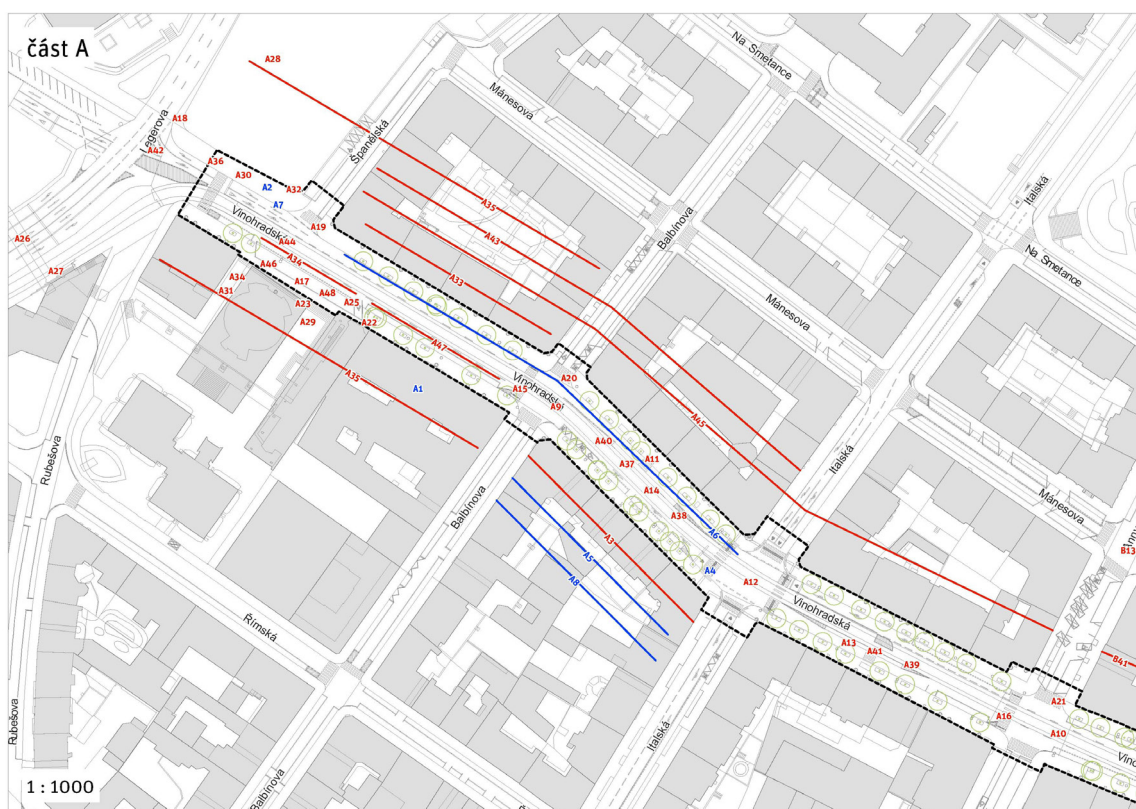 část A
A28
Na Smetance
Mánesova
Legerova
A18
A42
Španělská
A36
A30
A2
A32
A7
A19
Vinohradská
A35
A43
Balbínova
Italská
A26
A44
A34
A33
Na Smetance
A27
A46
A34
A17
A31
A48
A23
A25
A29
A22
A47
Mánesova
A35
A1
A20
Vinohradská
A15
A9
A45
A40
A11
A37
A14
A38
Italská
Rubešova
Balbínova
A3
A6
Mánesova
A5
A4
A8
A12
B13
Vinohradská
Římská
A13
A41
A39
B41
A21
A16
A10
Rubešova
Italská
Balbínova
1 : 1000